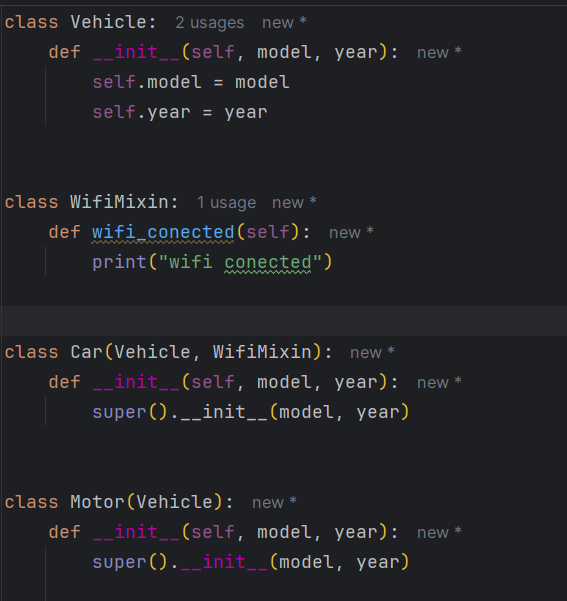 class Vehicle: 2 usages new *
    def __init__(self, model, year): new *
        self.model = model
        self.year = year
class WifiMixin: 1 usage new *
    def wifi_conected(self): new *
        print("wifi conected")
class Car(Vehicle, WifiMixin): new *
    def __init__(self, model, year): new *
        super().__init__(model, year)
class Motor(Vehicle): new *
    def __init__(self, model, year): new *
        super().__init__(model, year)